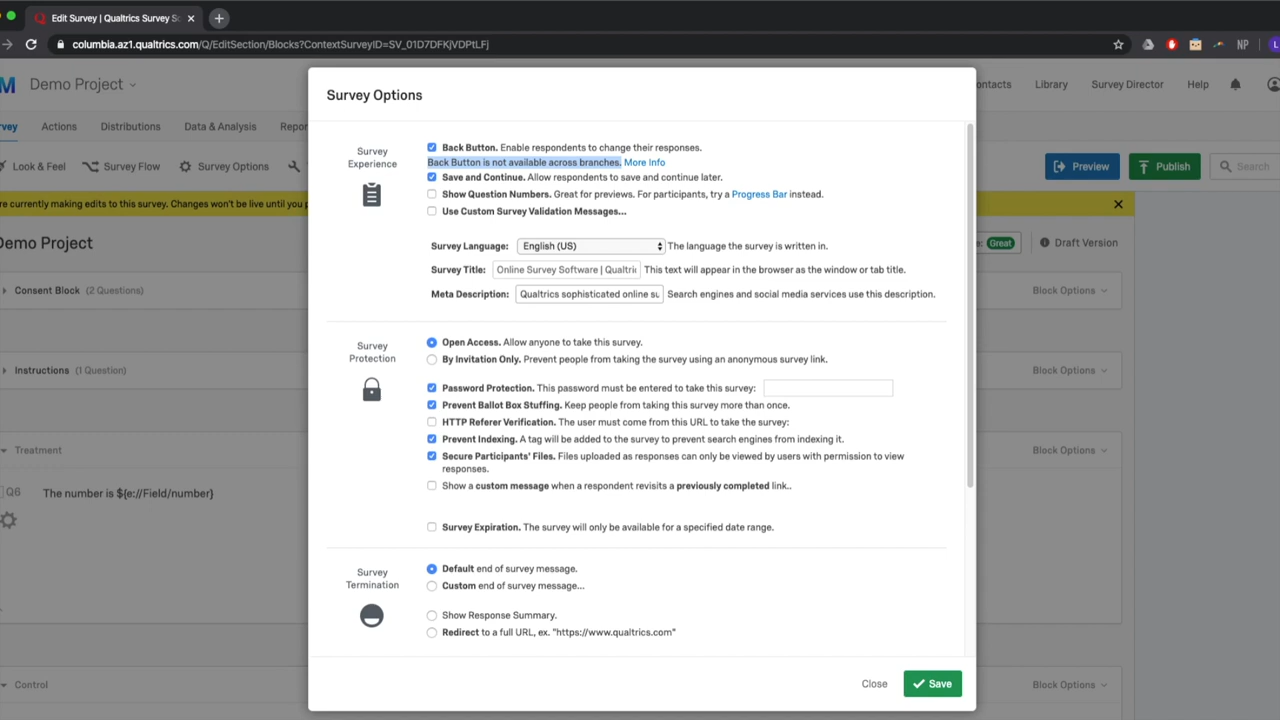 Edit Survey | Qualtrics Survey So
columbia.az1.qualtrics.com/Q/EditSection/Blocks?ContextSurveyID=SV_01D7DFKjVDPtLFj
NP
M Demo Project
ontacts Library Survey Director Help
rvey Actions Distributions Data & Analysis Repor
Look & Feel Survey Flow Survey Options
Preview Publish Search
re currently making edits to this survey. Changes won't be live until you p
emo Project
e: Great Draft Version
Consent Block (2 Questions) Block Options
Instructions (1 Question) Block Options
Treatment Block Options
Q6 The number is ${e://Field/number}
Control Block Options
Survey Options
Survey Experience
Back Button. Enable respondents to change their responses.
Back Button is not available across branches. More Info
Save and Continue. Allow respondents to save and continue later.
Show Question Numbers. Great for previews. For participants, try a Progress Bar instead.
Use Custom Survey Validation Messages...
Survey Language: English (US) The language the survey is written in.
Survey Title: Online Survey Software | Qualtric This text will appear in the browser as the window or tab title.
Meta Description: Qualtrics sophisticated online su Search engines and social media services use this description.
Survey Protection
Open Access. Allow anyone to take this survey.
By Invitation Only. Prevent people from taking the survey using an anonymous survey link.
Password Protection. This password must be entered to take this survey:
Prevent Ballot Box Stuffing. Keep people from taking this survey more than once.
HTTP Referer Verification. The user must come from this URL to take the survey:
Prevent Indexing. A tag will be added to the survey to prevent search engines from indexing it.
Secure Participants' Files. Files uploaded as responses can only be viewed by users with permission to view
responses.
Show a custom message when a respondent revisits a previously completed link..
Survey Expiration. The survey will only be available for a specified date range.
Survey Termination
Default end of survey message.
Custom end of survey message...
Show Response Summary.
Redirect to a full URL, ex. "https://www.qualtrics.com"
Close Save